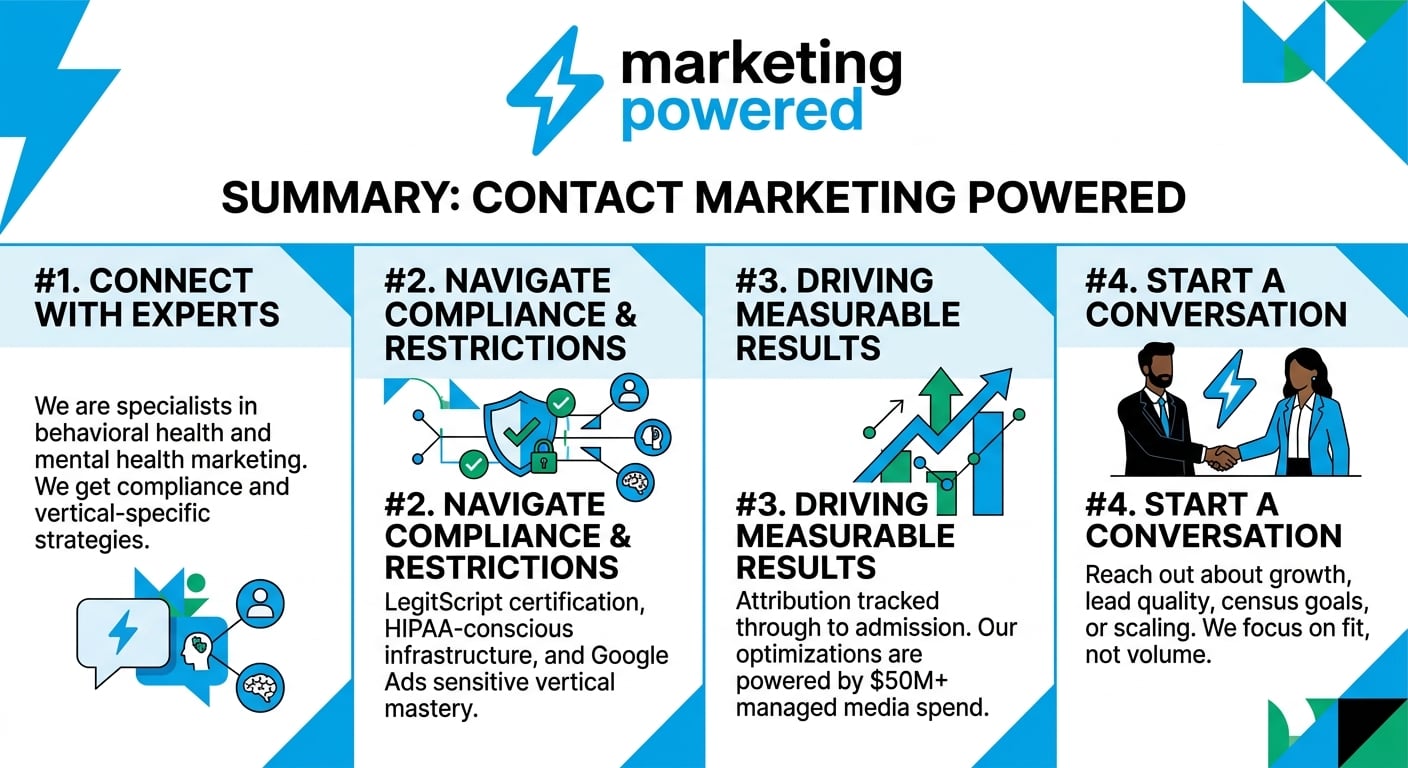 marketing
powered
SUMMARY: CONTACT MARKETING POWERED
#1. CONNECT
WITH EXPERTS
We are specialists in
behavioral health and
mental health marketing.
We get compliance and
vertical-specific
strategies.
#2. NAVIGATE
COMPLIANCE &
RESTRICTIONS
#2. NAVIGATE
COMPLIANCE &
RESTRICTIONS
LegitScript certification,
HIPAA-conscious
infrastructure, and Google
Ads sensitive vertical
mastery.
#3. DRIVING
MEASURABLE
RESULTS
#3. DRIVING
MEASURABLE
RESULTS
Attribution tracked
through to admission. Our
optimizations are
powered by $50M+
managed media spend.
#4. START A
CONVERSATION
#4. START A
CONVERSATION
Reach out about growth,
lead quality, census goals,
or scaling. We focus on fit,
not volume.